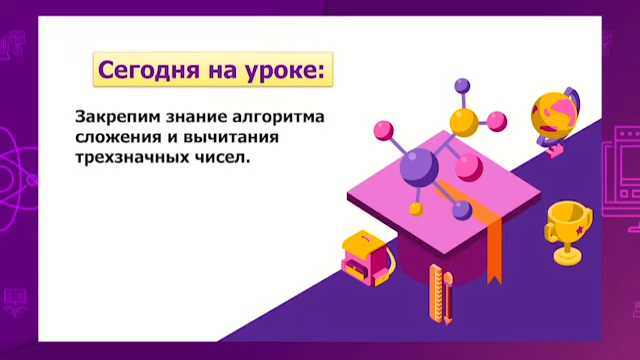 Сегодня на уроке:
Закрепим знание алгоритма
сложения и вычитания
трехзначных чисел.